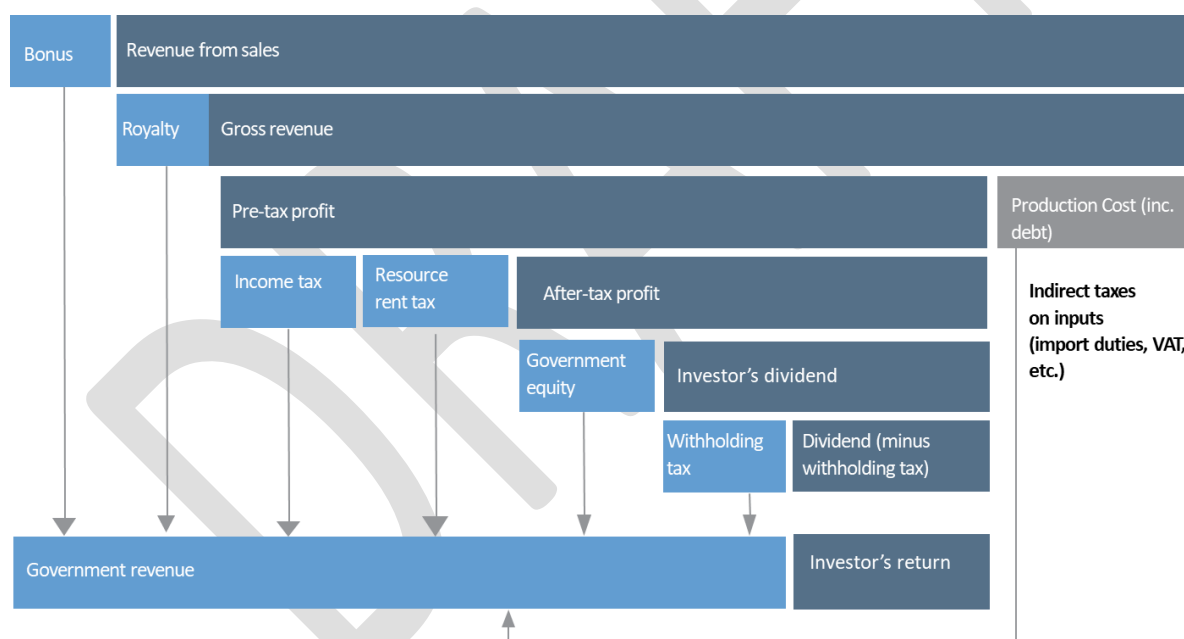 Bonus
Revenue from sales
Royalty
Gross revenue
Pre-tax profit
Production Cost (inc.
debt)
Income tax
Resource
rent tax
After-tax profit
Indirect taxes
on inputs
(import duties, VAT,
etc.)
Government
equity
Investor's dividend
Withholding
tax
Dividend (minus
withholding tax)
Government revenue
Investor's return